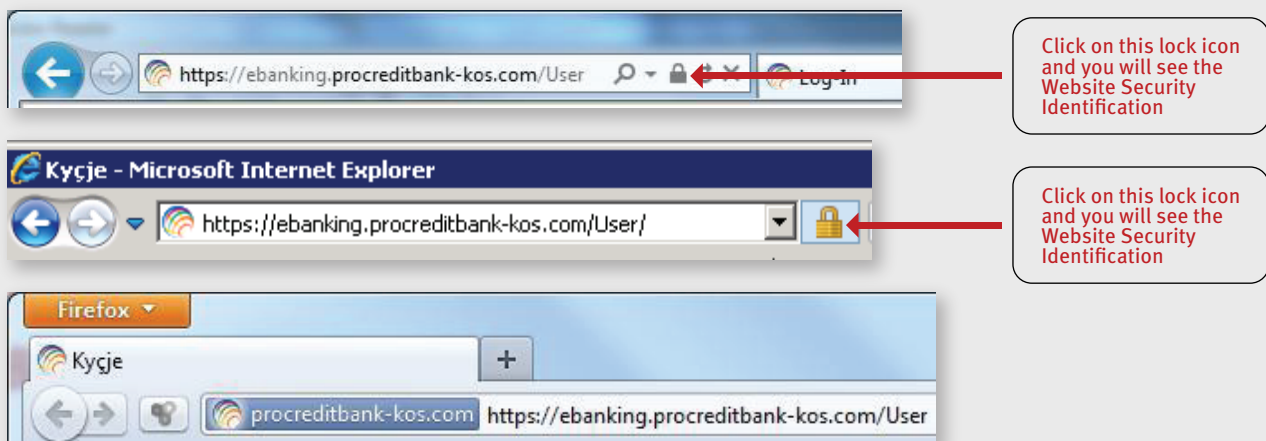 https://ebanking.procreditbank-kos.com/User
Log-In
Click on this lock icon
and you will see the
Website Security
Identification
Kyçje - Microsoft Internet Explorer
https://ebanking.procreditbank-kos.com/User/
Click on this lock icon
and you will see the
Website Security
Identification
Firefox
Kyçje
procreditbank-kos.com https://ebanking.procreditbank-kos.com/User